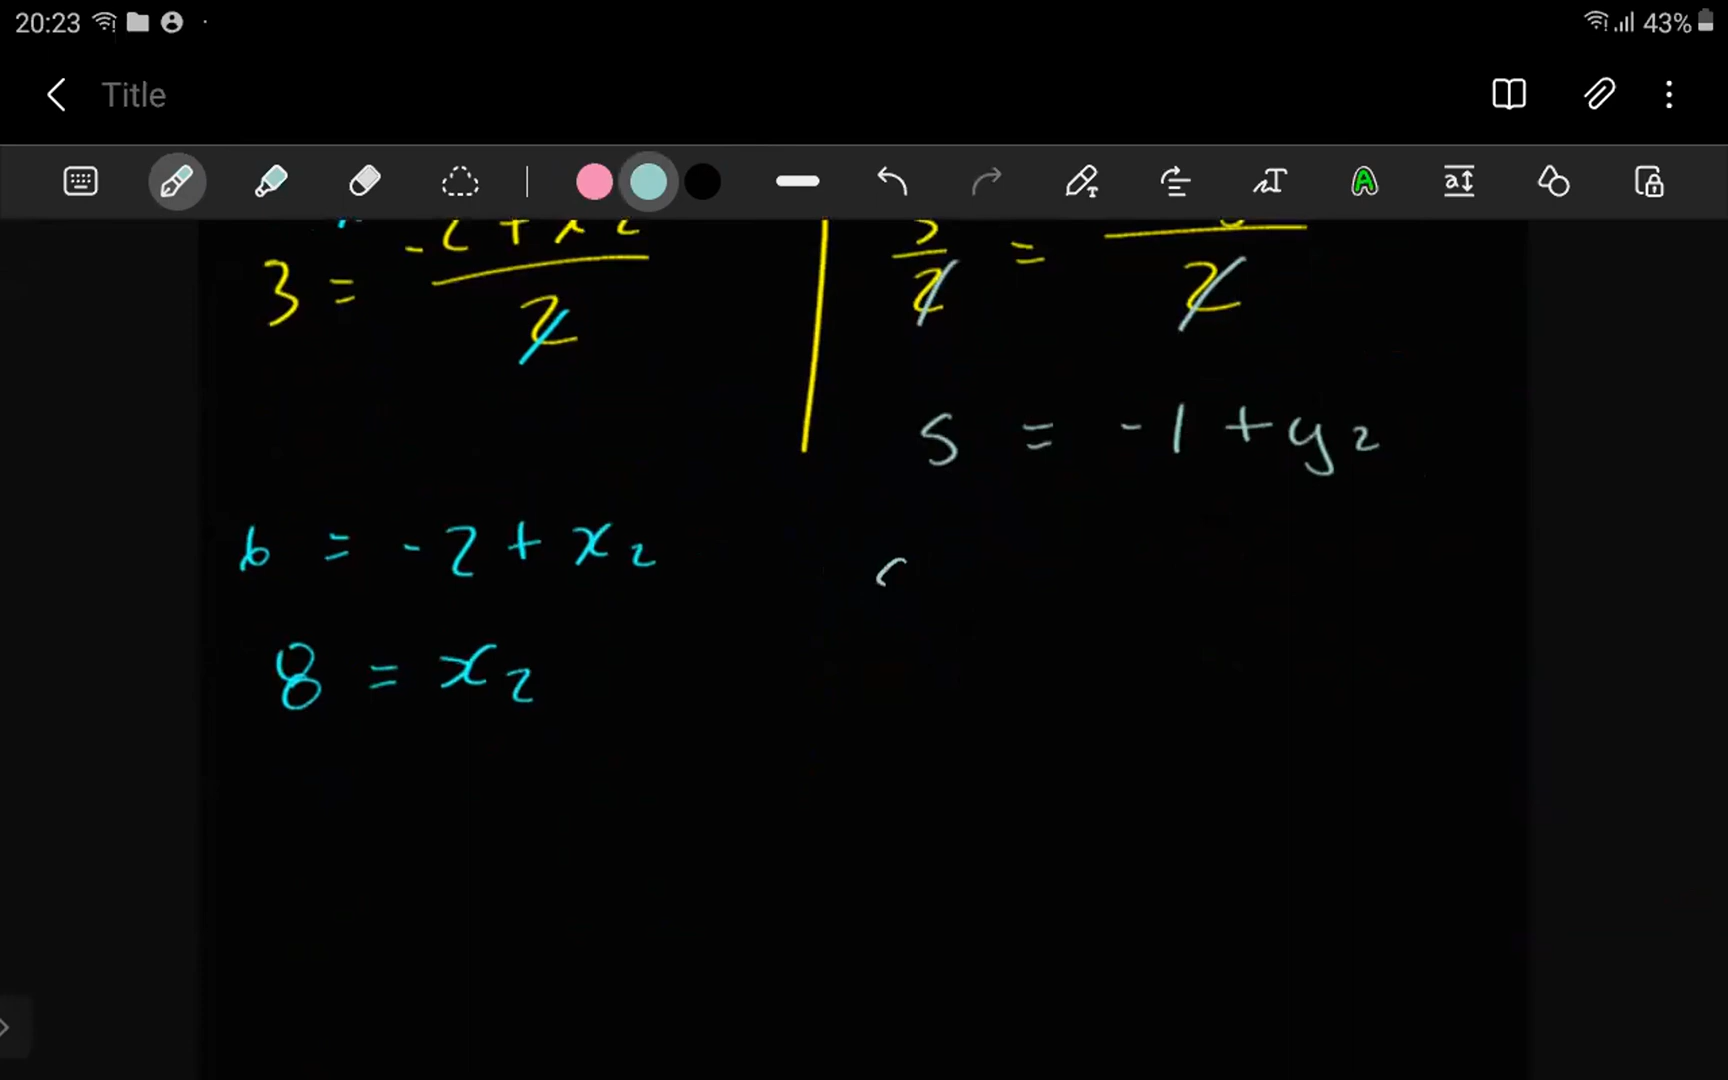 20:23
43%
Title
3 = -2 + x2 / 2
5/2 = / 2
5 = -1 + y2
6 = -2 + x2
8 = x2